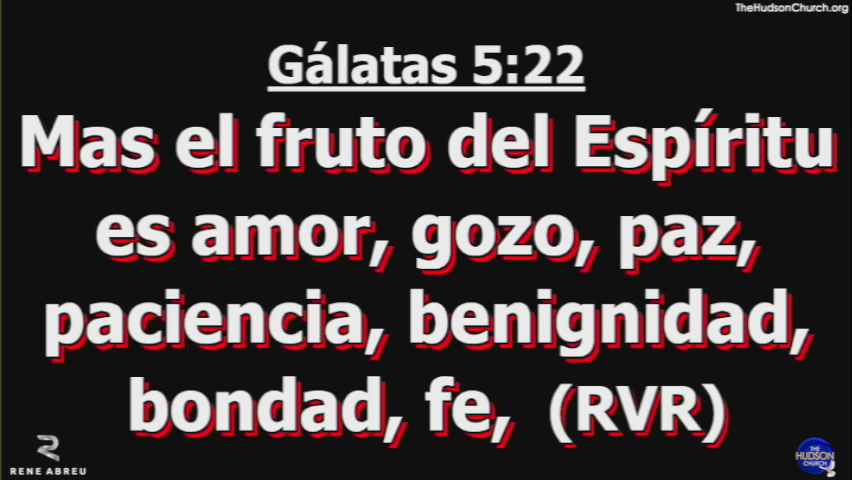 TheHudsonChurch.org
Gálatas 5:22
Mas el fruto del Espíritu
es amor, gozo, paz,
paciencia, benignidad,
bondad, fe, (RVR)
RENE ABREU
THE
HUDSON
CHURCH